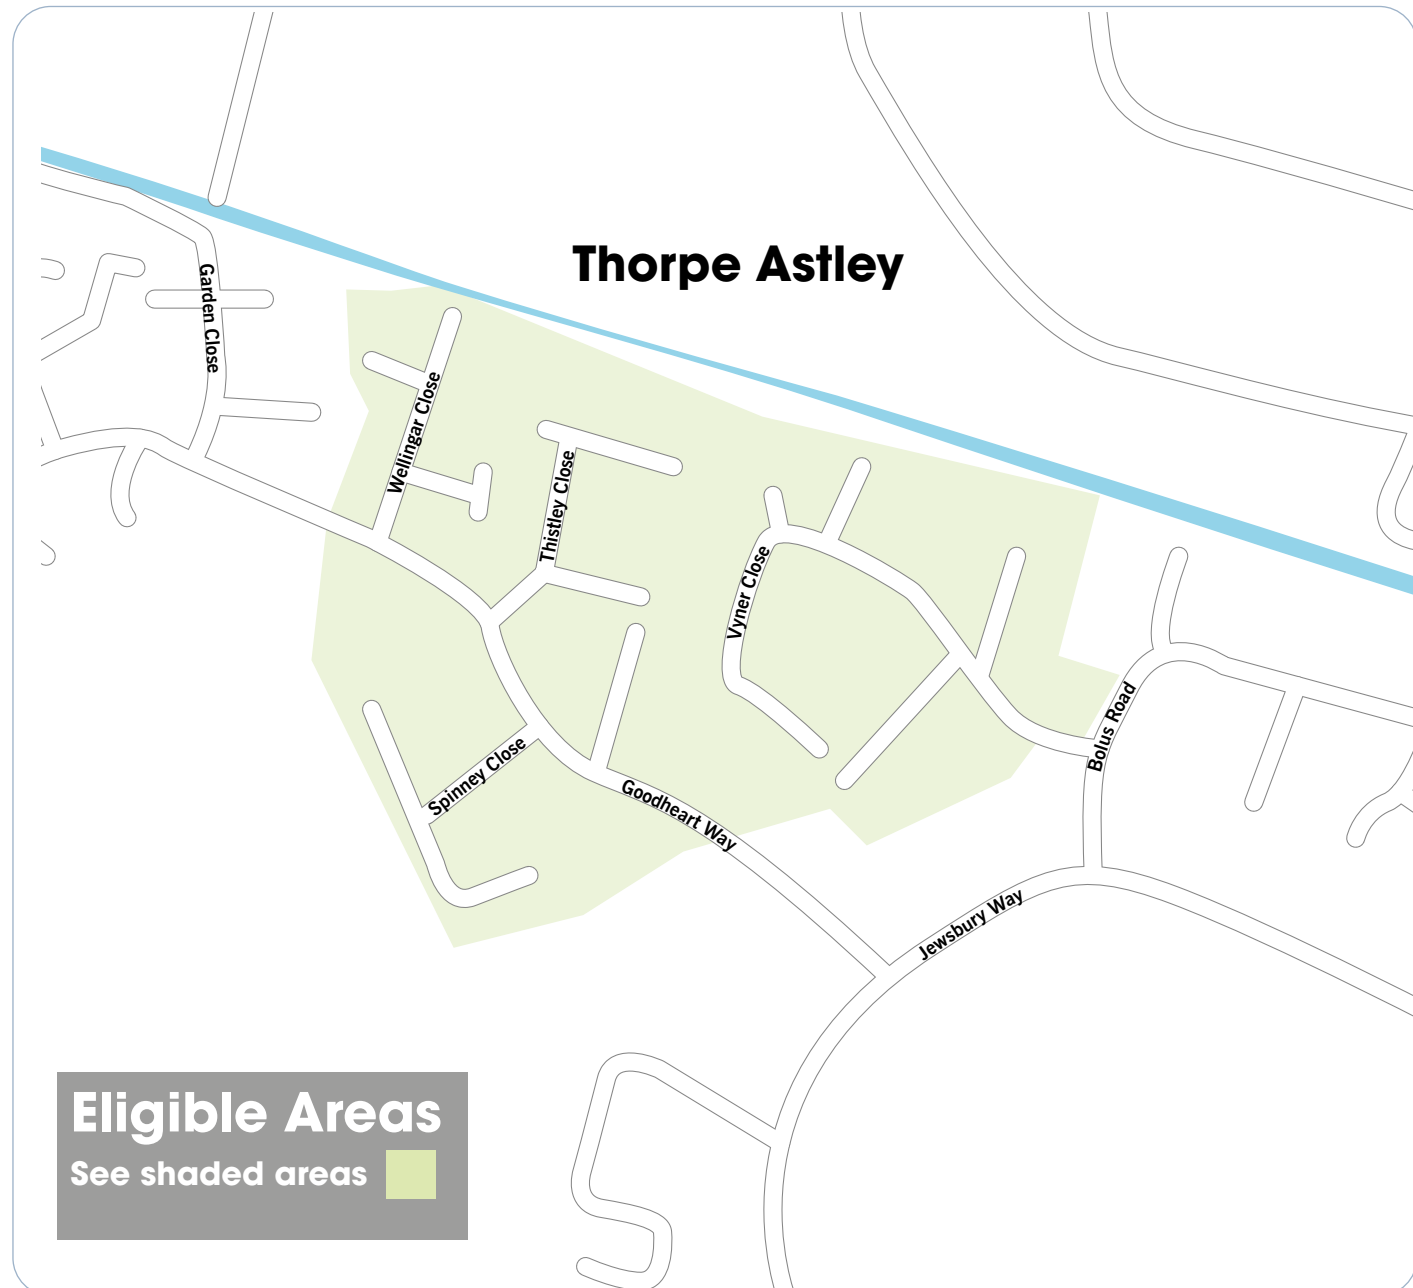 Thorpe Astley
Garden Close
Wellingar Close
Thistley Close
Vyner Close
Bolus Road
Spinney Close
Goodheart Way
Jewsbury Way
Eligible Areas
See shaded areas